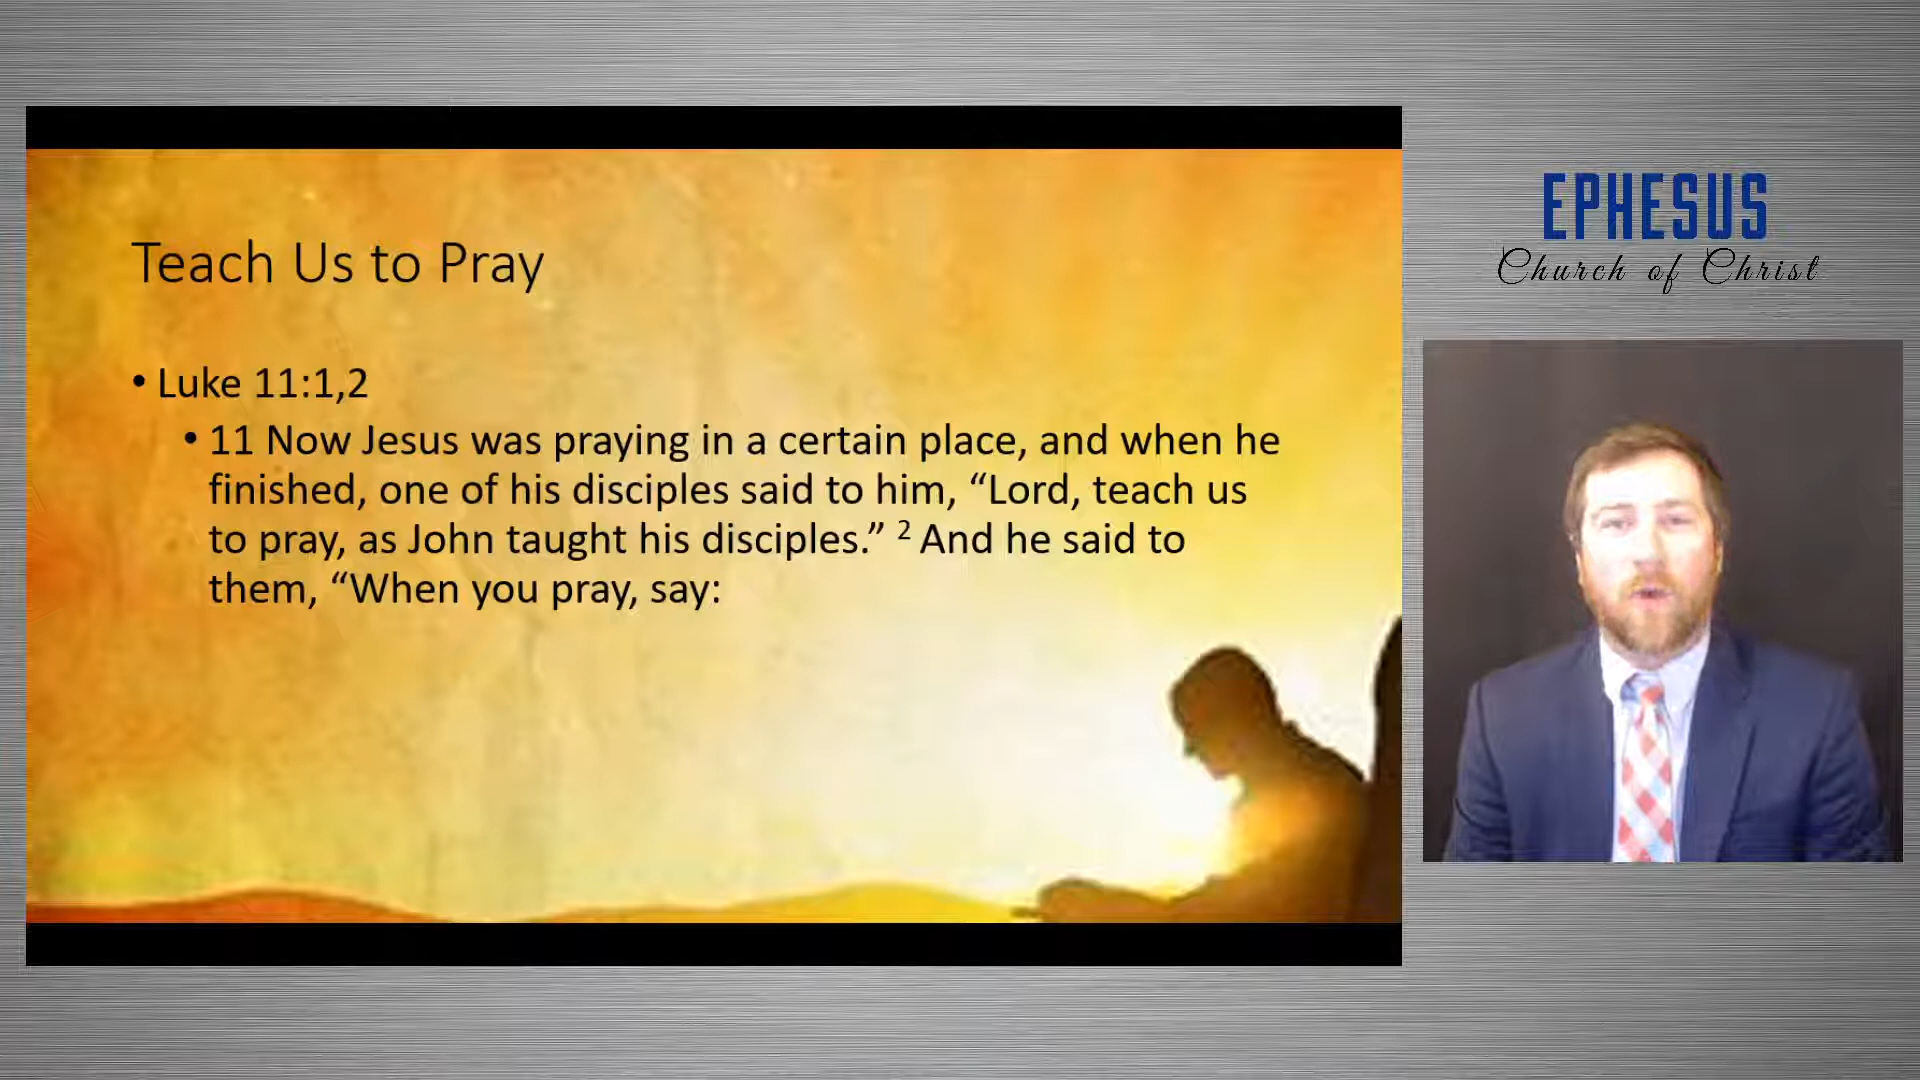 Teach Us to Pray
• Luke 11:1,2
• 11 Now Jesus was praying in a certain place, and when he
finished, one of his disciples said to him, “Lord, teach us
to pray, as John taught his disciples.” ² And he said to
them, “When you pray, say:
EPHESUS
Church of Christ